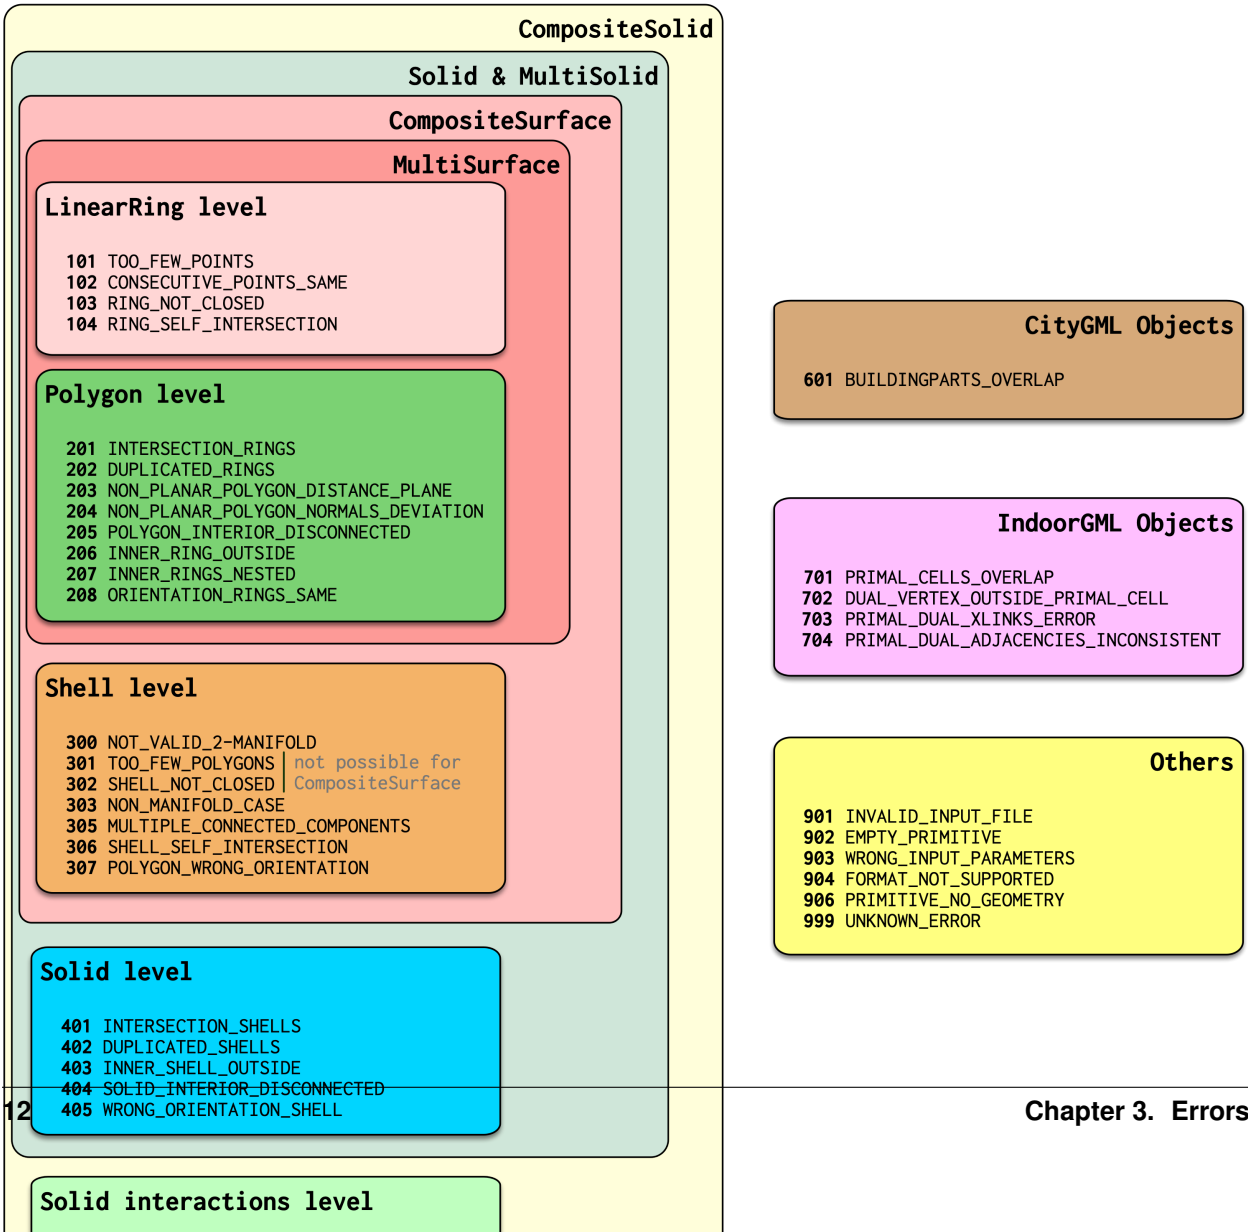 CompositeSolid
Solid & MultiSolid
CompositeSurface
MultiSurface
LinearRing level
101 TOO_FEW_POINTS
102 CONSECUTIVE_POINTS_SAME
103 RING_NOT_CLOSED
104 RING_SELF_INTERSECTION
Polygon level
201 INTERSECTION_RINGS
202 DUPLICATED_RINGS
203 NON_PLANAR_POLYGON_DISTANCE_PLANE
204 NON_PLANAR_POLYGON_NORMALS_DEVIATION
205 POLYGON_INTERIOR_DISCONNECTED
206 INNER_RING_OUTSIDE
207 INNER_RINGS_NESTED
208 ORIENTATION_RINGS_SAME
Shell level
300 NOT_VALID_2-MANIFOLD
301 TOO_FEW_POLYGONS not possible for
302 SHELL_NOT_CLOSED CompositeSurface
303 NON_MANIFOLD_CASE
305 MULTIPLE_CONNECTED_COMPONENTS
306 SHELL_SELF_INTERSECTION
307 POLYGON_WRONG_ORIENTATION
Solid level
401 INTERSECTION_SHELLS
402 DUPLICATED_SHELLS
403 INNER_SHELL_OUTSIDE
404 SOLID_INTERIOR_DISCONNECTED
405 WRONG_ORIENTATION_SHELL
Solid interactions level
CityGML Objects
601 BUILDINGPARTS_OVERLAP
IndoorGML Objects
701 PRIMAL_CELLS_OVERLAP
702 DUAL_VERTEX_OUTSIDE_PRIMAL_CELL
703 PRIMAL_DUAL_XLINKS_ERROR
704 PRIMAL_DUAL_ADJACENCIES_INCONSISTENT
Others
901 INVALID_INPUT_FILE
902 EMPTY_PRIMITIVE
903 WRONG_INPUT_PARAMETERS
904 FORMAT_NOT_SUPPORTED
906 PRIMITIVE_NO_GEOMETRY
999 UNKNOWN_ERROR
12 Chapter 3. Errors